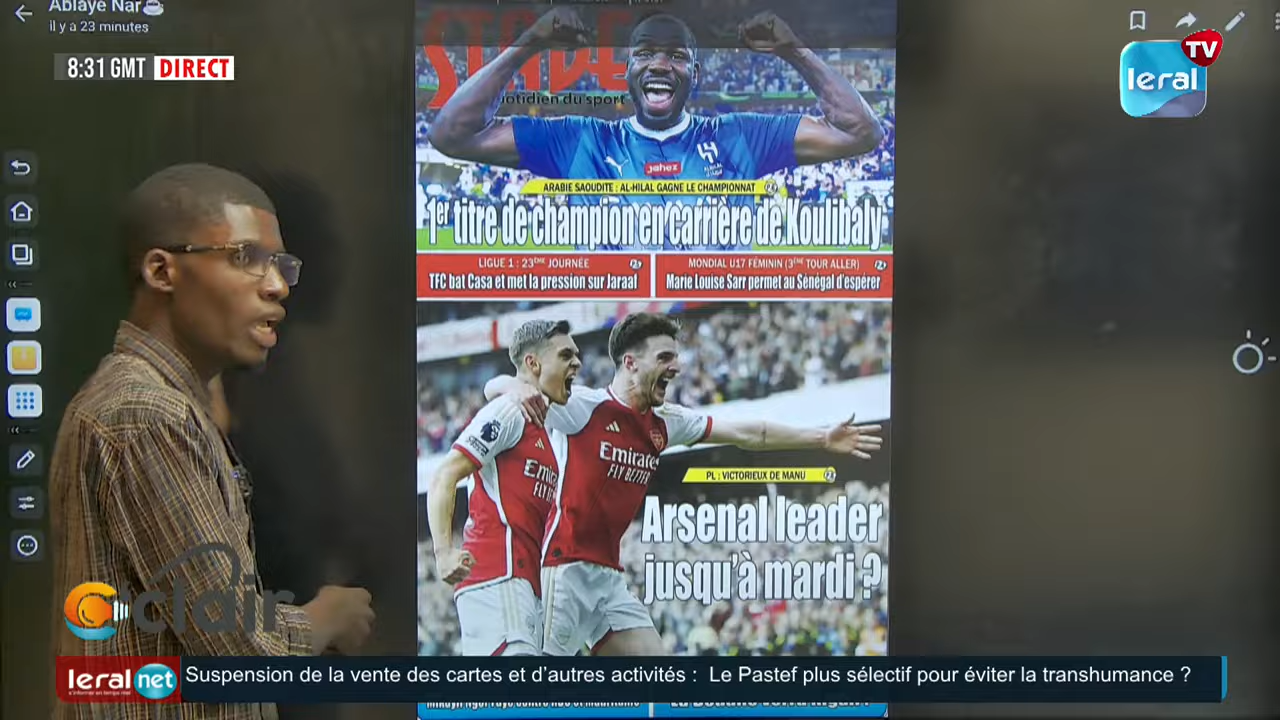 Ablaye Nar
il y a 23 minutes
8:31 GMT DIRECT
TV
leral
STADE
quotidien du sport
jahez
ARABIE SAOUDITE : AL-HILAL GAGNE LE CHAMPIONNAT
1er titre de champion en carrière de Koulibaly
LIGUE 1 : 23ÈME JOURNÉE
TFC bat Casa et met la pression sur Jaraaf
MONDIAL U17 FÉMININ (3ÈME TOUR ALLER)
Marie Louise Sarr permet au Sénégal d'espérer
Emirates
FLY BETTER
PL : VICTORIEUX DE MANU
Arsenal leader
jusqu'à mardi ?
clair
leral net
Suspension de la vente des cartes et d'autres activités : Le Pastef plus sélectif pour éviter la transhumance ?